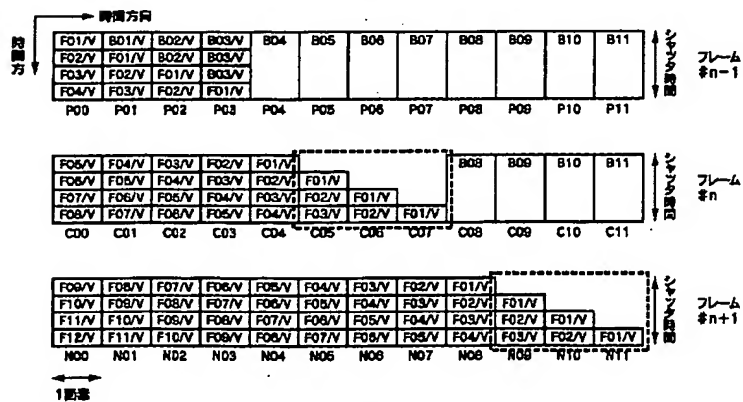 時間方向
時間方
F01/V B01/V B02/V B03/V B04 B05 B06 B07 B08 B09 B10 B11
F02/V F01/V B02/V B03/V
F03/V F02/V F01/V B03/V
F04/V F03/V F02/V F01/V
P00 P01 P02 P03 P04 P05 P06 P07 P08 P09 P10 P11
シャッタ時間
フレーム
#n-1
F05/V F04/V F03/V F02/V F01/V B08 B09 B10 B11
F06/V F05/V F04/V F03/V F02/V F01/V
F07/V F06/V F05/V F04/V F03/V F02/V F01/V
F08/V F07/V F06/V F05/V F04/V F03/V F02/V F01/V
C00 C01 C02 C03 C04 C05 C06 C07 C08 C09 C10 C11
シャッタ時間
フレーム
#n
F09/V F08/V F07/V F06/V F05/V F04/V F03/V F02/V F01/V
F10/V F09/V F08/V F07/V F06/V F05/V F04/V F03/V F02/V F01/V
F11/V F10/V F09/V F08/V F07/V F06/V F05/V F04/V F03/V F02/V F01/V
F12/V F11/V F10/V F09/V F08/V F07/V F06/V F05/V F04/V F03/V F02/V F01/V
N00 N01 N02 N03 N04 N05 N06 N07 N08 N09 N10 N11
シャッタ時間
フレーム
#n+1
1画素